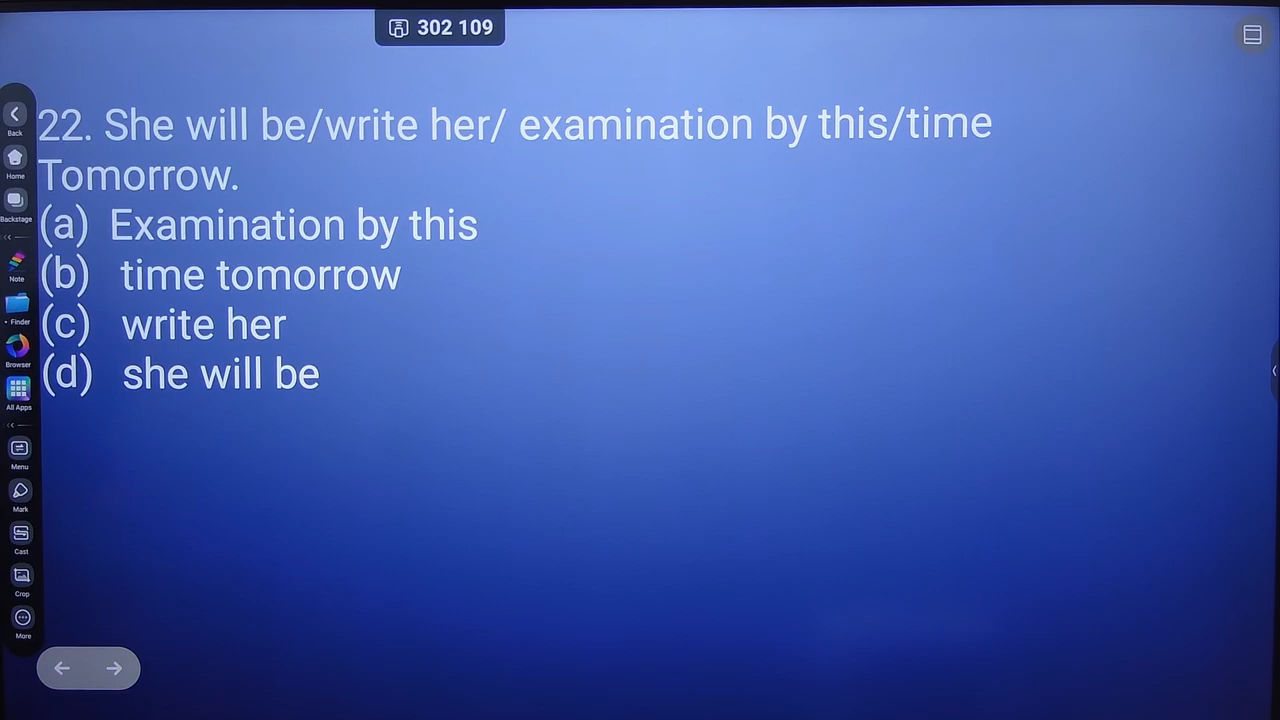 302 109
22. She will be/write her/ examination by this/time
Tomorrow.
(a) Examination by this
(b) time tomorrow
(c) write her
(d) she will be
Back
Home
Backstage
Note
Finder
Browser
All Apps
Menu
Mark
Cast
Crop
More